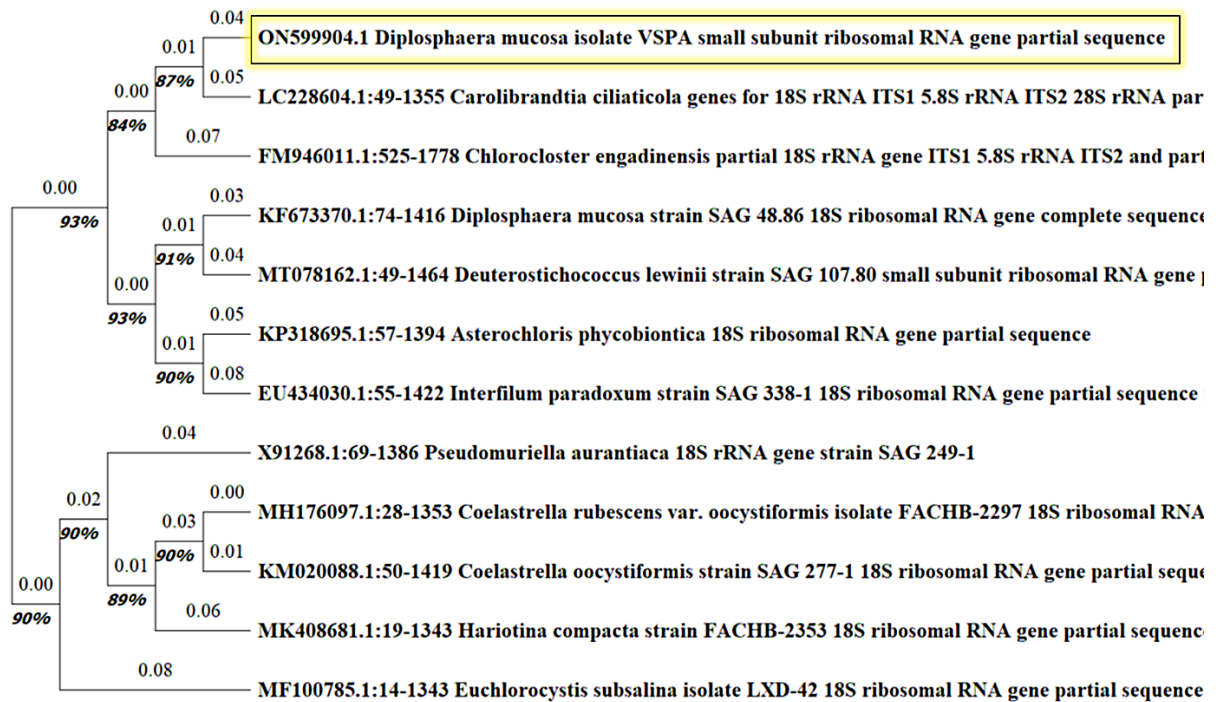 0.04
ON599904.1 Diplosphaera mucosa isolate VSPA small subunit ribosomal RNA gene partial sequence
0.01
87%
0.05
0.00
LC228604.1:49-1355 Carolibrandtia ciliaticola genes for 18S rRNA ITS1 5.8S rRNA ITS2 28S rRNA par
84%
0.07
FM946011.1:525-1778 Chlorocloster engadinensis partial 18S rRNA gene ITS1 5.8S rRNA ITS2 and part
0.00
93%
0.03
KF673370.1:74-1416 Diplosphaera mucosa strain SAG 48.86 18S ribosomal RNA gene complete sequence
0.01
91%
0.04
MT078162.1:49-1464 Deuterostichococcus lewinii strain SAG 107.80 small subunit ribosomal RNA gene p
0.00
93%
0.05
KP318695.1:57-1394 Asterochloris phycobiontica 18S ribosomal RNA gene partial sequence
0.01
90%
0.08
EU434030.1:55-1422 Interfilum paradoxum strain SAG 338-1 18S ribosomal RNA gene partial sequence
0.04
X91268.1:69-1386 Pseudomuriella aurantiaca 18S rRNA gene strain SAG 249-1
0.02
90%
0.00
MH176097.1:28-1353 Coelastrella rubescens var. oocystiformis isolate FACHB-2297 18S ribosomal RNA
0.03
90%
0.01
KM020088.1:50-1419 Coelastrella oocystiformis strain SAG 277-1 18S ribosomal RNA gene partial seque
0.01
89%
0.06
MK408681.1:19-1343 Hariotina compacta strain FACHB-2353 18S ribosomal RNA gene partial sequenc
0.00
90%
0.08
MF100785.1:14-1343 Euchlorocystis subsalina isolate LXD-42 18S ribosomal RNA gene partial sequence